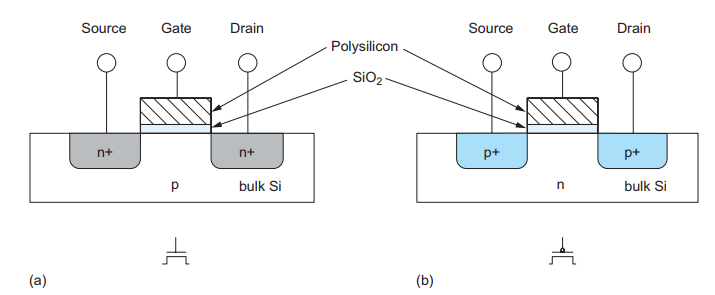 Source Gate Drain
Source Gate Drain
Polysilicon
SiO2
n+ n+
p bulk Si
p+ p+
n bulk Si
(a)
(b)